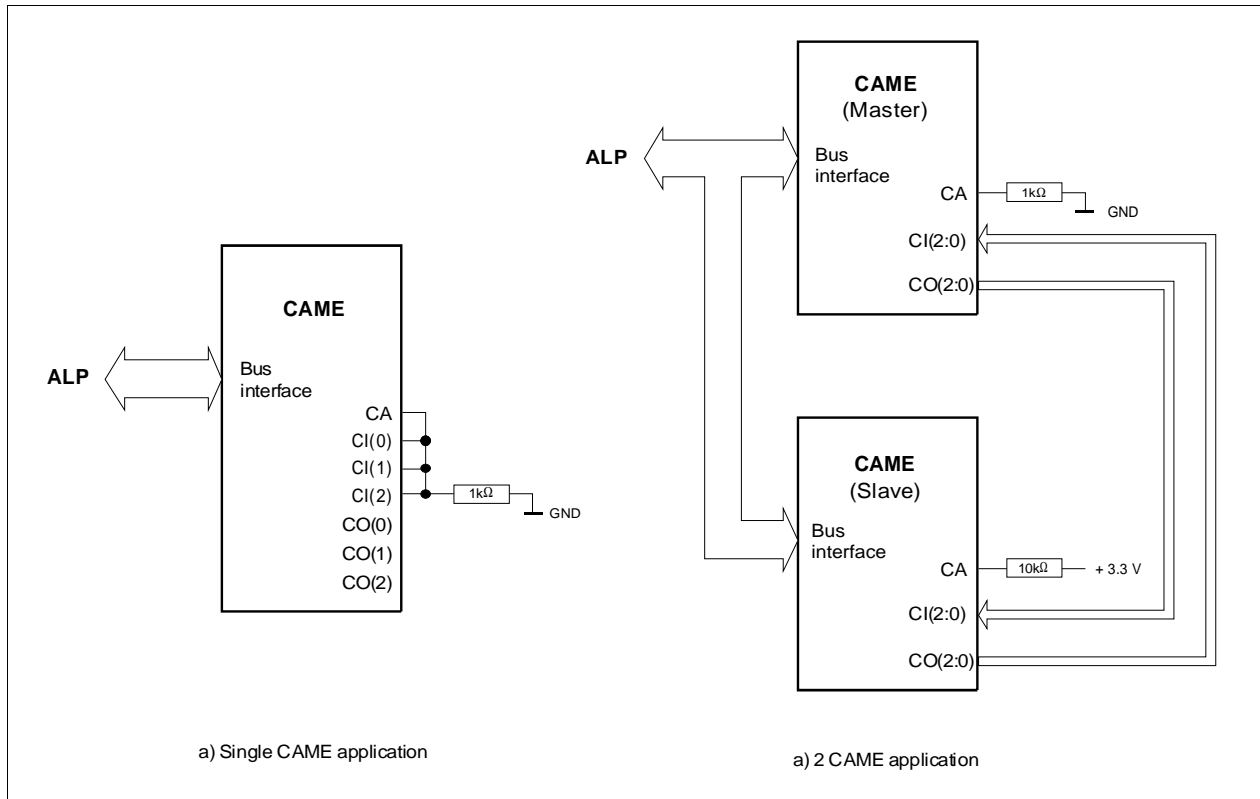 CAME
ALP
Bus
interface
CA
CI(0)
CI(1)
CI(2)
CO(0)
CO(1)
CO(2)
1kΩ
GND
a) Single CAME application
CAME
(Master)
ALP
Bus
interface
CA
1kΩ
GND
CI(2:0)
CO(2:0)
CAME
(Slave)
Bus
interface
CA
10kΩ
+ 3.3 V
CI(2:0)
CO(2:0)
a) 2 CAME application